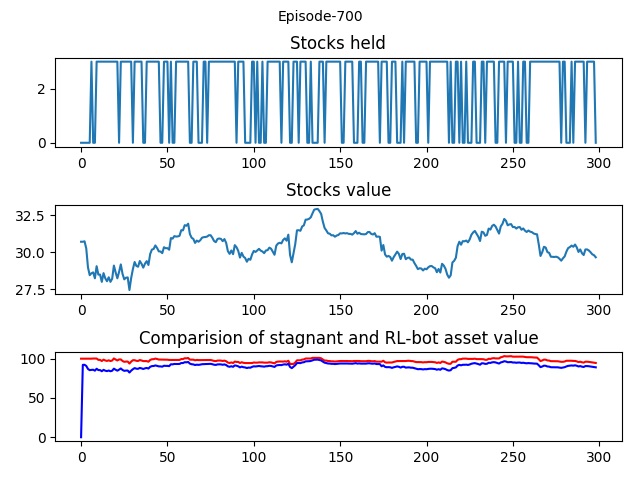 Episode-700
Stocks held
2
0
0 50 100 150 200 250 300
Stocks value
32.5
30.0
27.5
0 50 100 150 200 250 300
Comparision of stagnant and RL-bot asset value
100
50
0
0 50 100 150 200 250 300